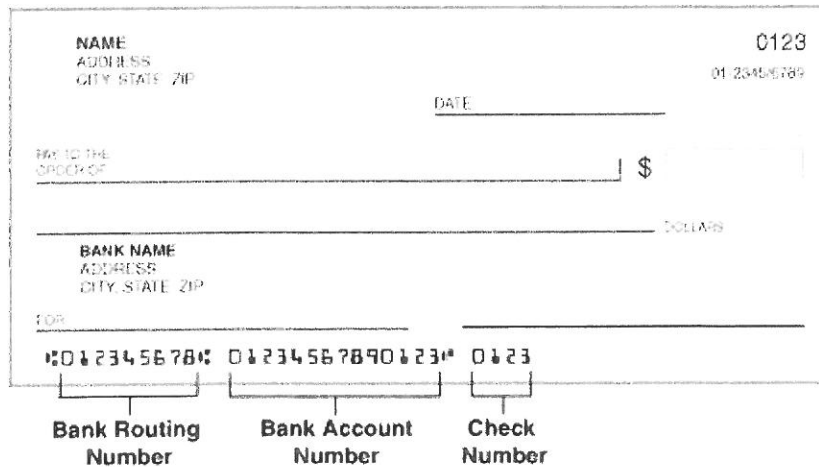 NAME
ADDRESS
CITY, STATE ZIP
0123
01-23456789
DATE
PAY TO THE
ORDER OF
$
DOLLARS
BANK NAME
ADDRESS
CITY, STATE ZIP
FOR
⑆012345678⑆ 01234567890123⑈ 0123
Bank Routing
Number
Bank Account
Number
Check
Number